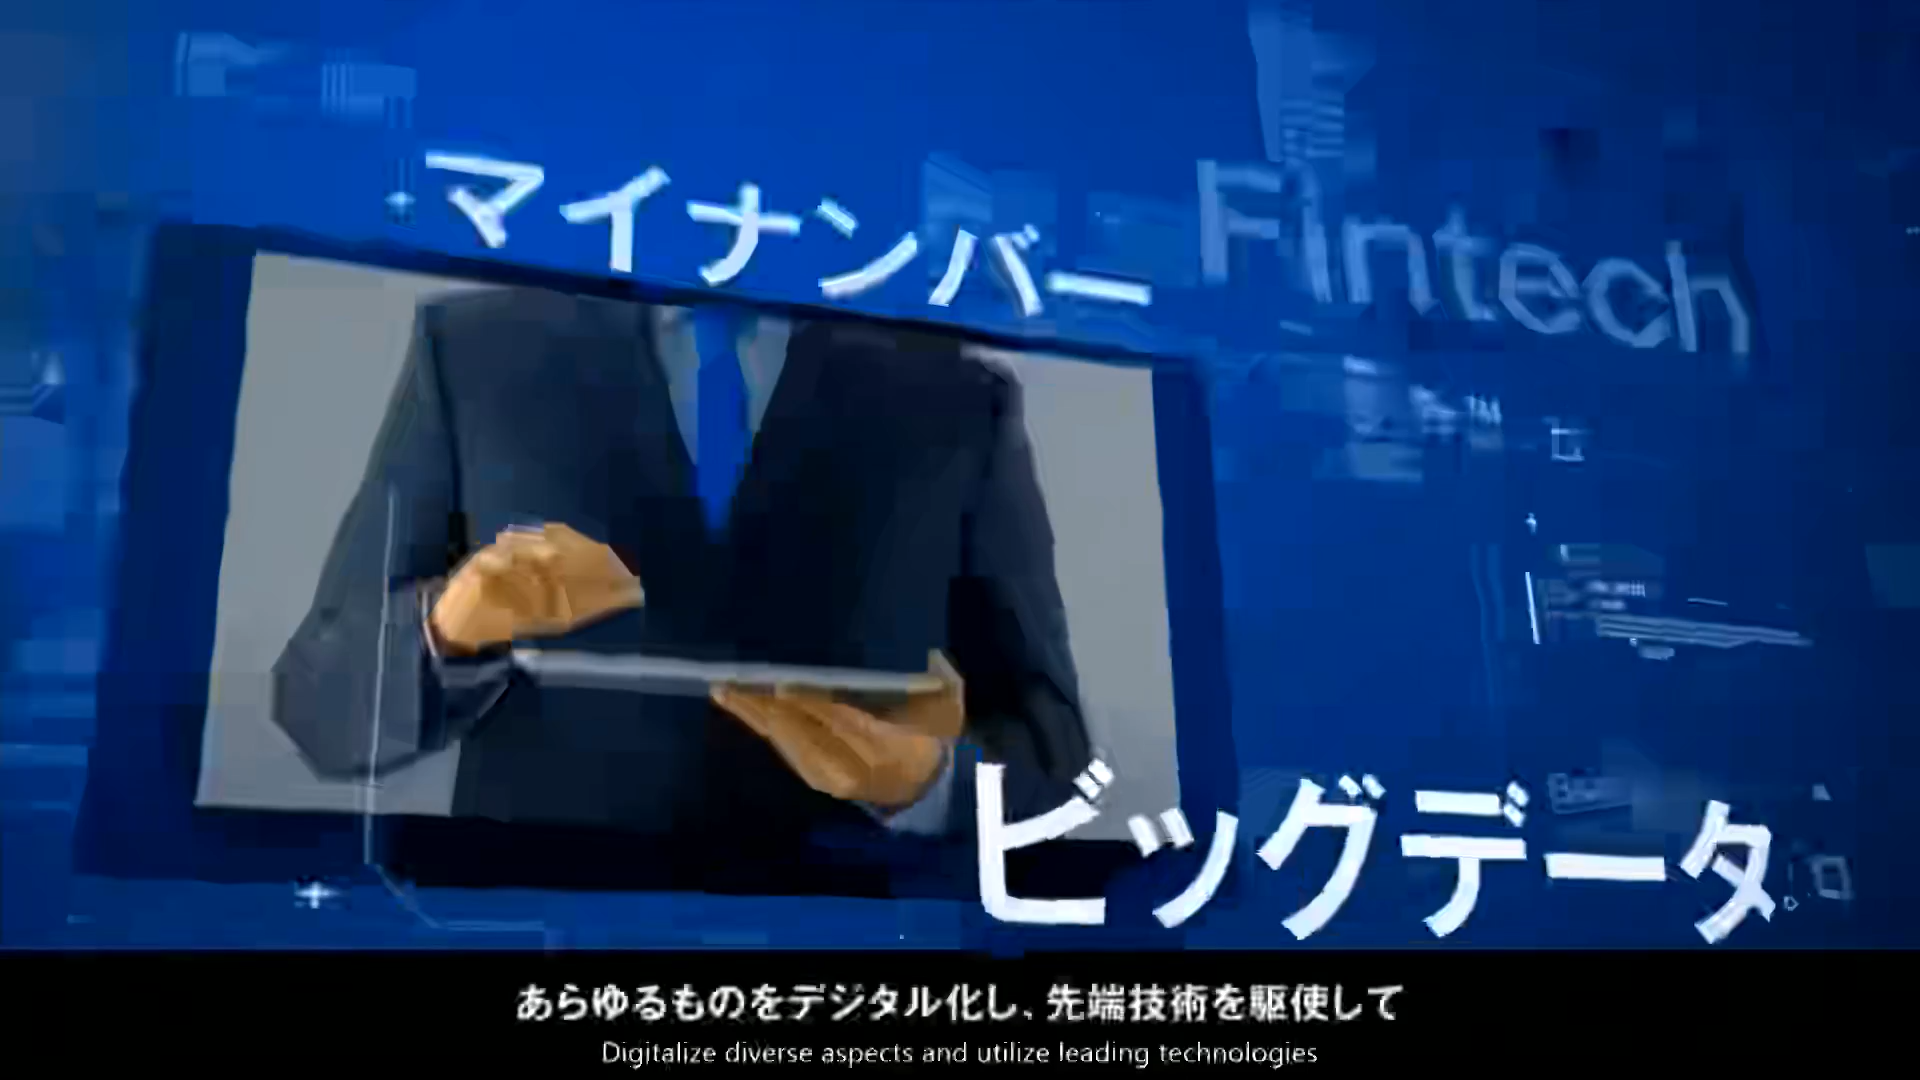 マイナンバー
Fintech
ビッグデータ
あらゆるものをデジタル化し、先端技術を駆使して
Digitalize diverse aspects and utilize leading technologies